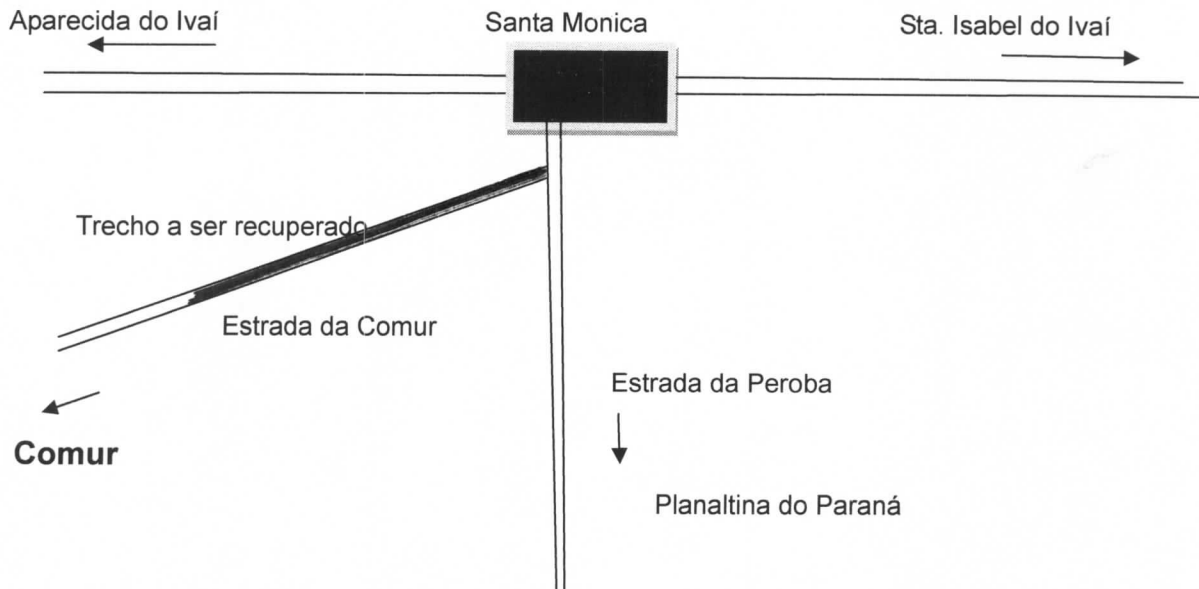 Aparecida do Ivaí
Santa Monica
Sta. Isabel do Ivaí
Trecho a ser recuperado
Estrada da Comur
Estrada da Peroba
Comur
Planaltina do Paraná